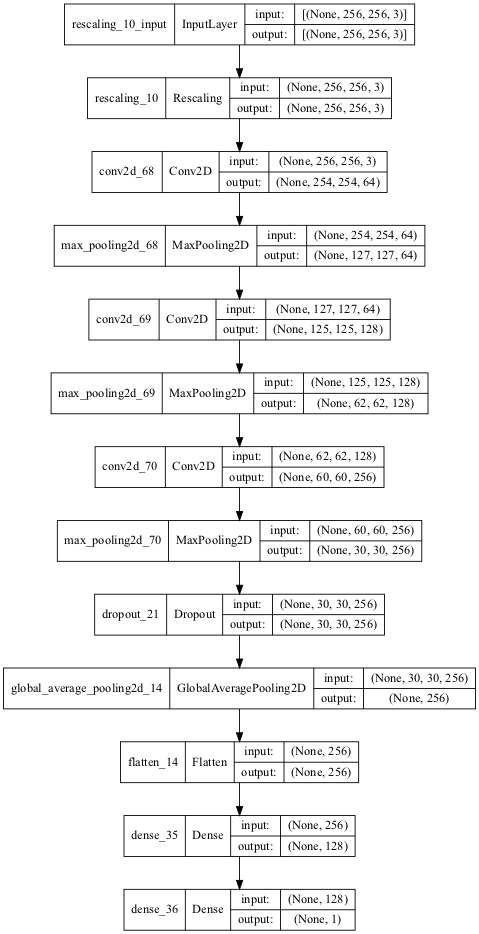 rescaling_10_input InputLayer input: [(None, 256, 256, 3)]
output: [(None, 256, 256, 3)]
rescaling_10 Rescaling input: (None, 256, 256, 3)
output: (None, 256, 256, 3)
conv2d_68 Conv2D input: (None, 256, 256, 3)
output: (None, 254, 254, 64)
max_pooling2d_68 MaxPooling2D input: (None, 254, 254, 64)
output: (None, 127, 127, 64)
conv2d_69 Conv2D input: (None, 127, 127, 64)
output: (None, 125, 125, 128)
max_pooling2d_69 MaxPooling2D input: (None, 125, 125, 128)
output: (None, 62, 62, 128)
conv2d_70 Conv2D input: (None, 62, 62, 128)
output: (None, 60, 60, 256)
max_pooling2d_70 MaxPooling2D input: (None, 60, 60, 256)
output: (None, 30, 30, 256)
dropout_21 Dropout input: (None, 30, 30, 256)
output: (None, 30, 30, 256)
global_average_pooling2d_14 GlobalAveragePooling2D input: (None, 30, 30, 256)
output: (None, 256)
flatten_14 Flatten input: (None, 256)
output: (None, 256)
dense_35 Dense input: (None, 256)
output: (None, 128)
dense_36 Dense input: (None, 128)
output: (None, 1)